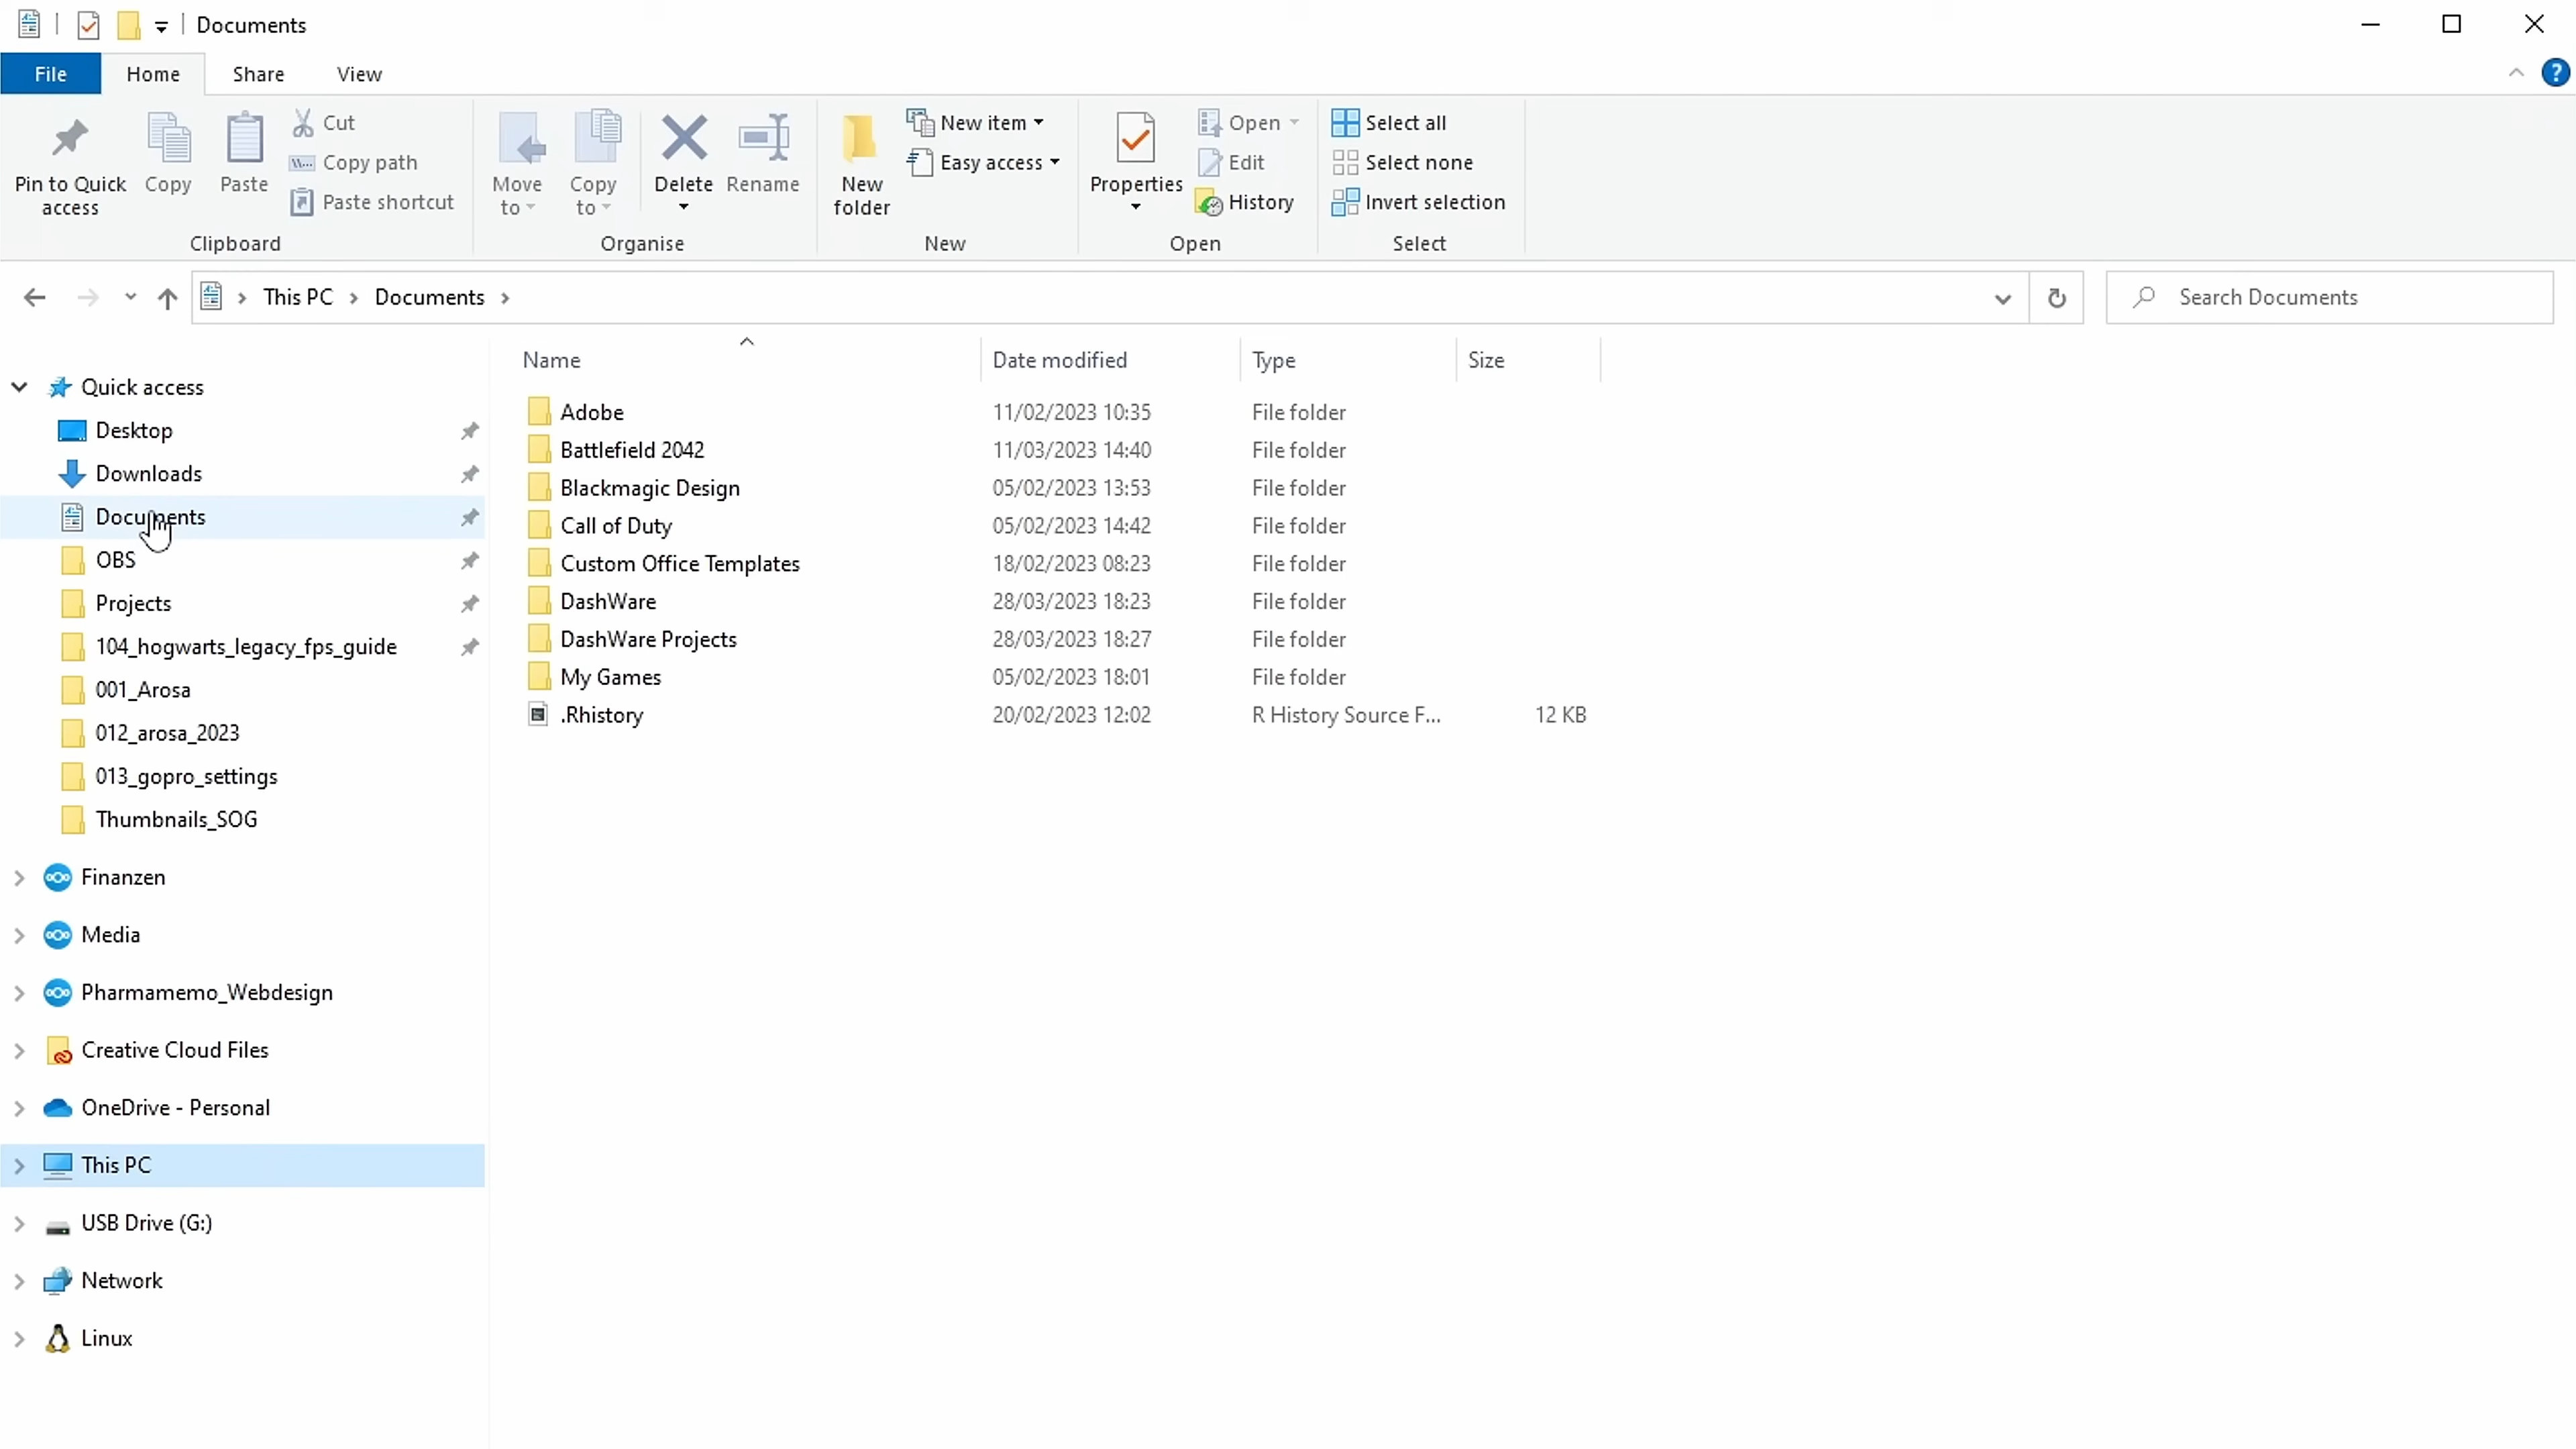 Documents
File Home Share View
Pin to Quick access
Copy
Paste
Cut
Copy path
Paste shortcut
Clipboard
Move to
Copy to
Delete
Rename
Organise
New folder
New item
Easy access
New
Properties
Open
Edit
History
Open
Select all
Select none
Invert selection
Select
This PC > Documents >
Search Documents
Quick access
Desktop
Downloads
Documents
OBS
Projects
104_hogwarts_legacy_fps_guide
001_Arosa
012_arosa_2023
013_gopro_settings
Thumbnails_SOG
Finanzen
Media
Pharmamemo_Webdesign
Creative Cloud Files
OneDrive - Personal
This PC
USB Drive (G:)
Network
Linux
Name Date modified Type Size
Adobe 11/02/2023 10:35 File folder
Battlefield 2042 11/03/2023 14:40 File folder
Blackmagic Design 05/02/2023 13:53 File folder
Call of Duty 05/02/2023 14:42 File folder
Custom Office Templates 18/02/2023 08:23 File folder
DashWare 28/03/2023 18:23 File folder
DashWare Projects 28/03/2023 18:27 File folder
My Games 05/02/2023 18:01 File folder
.Rhistory 20/02/2023 12:02 R History Source F... 12 KB